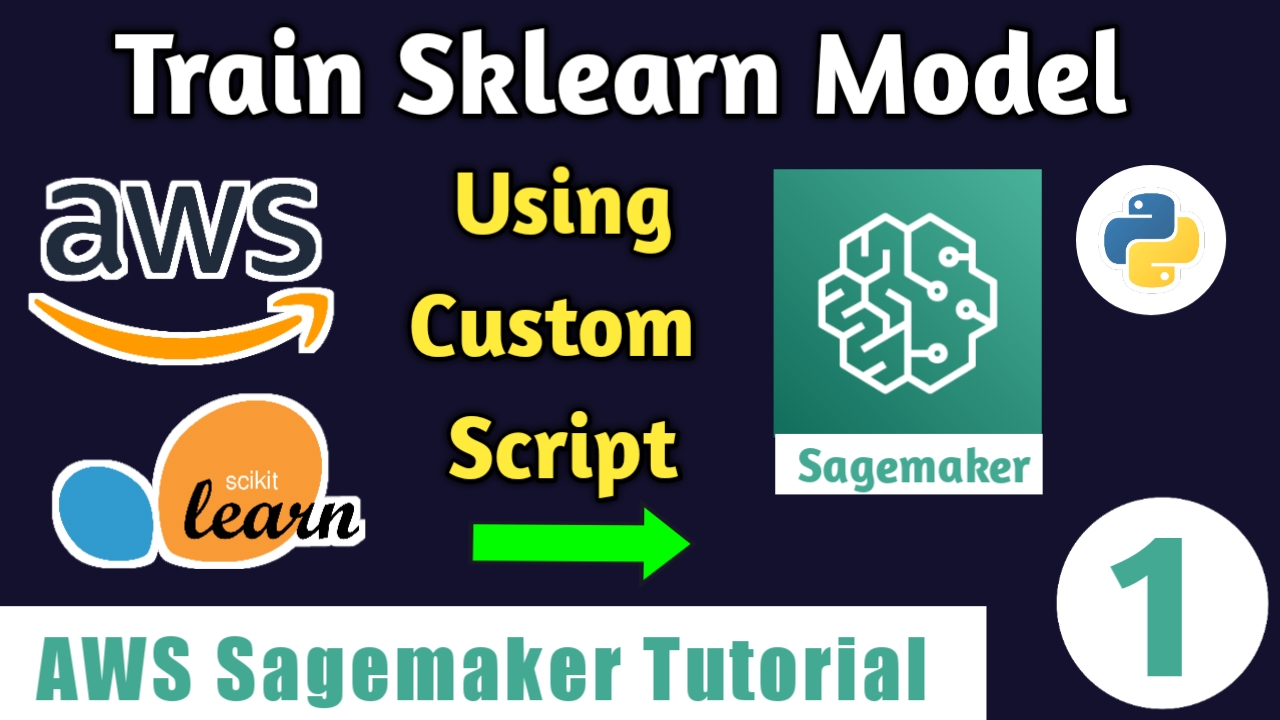 Train Sklearn Model
aws
Using
Custom
Script
scikit
learn
Sagemaker
AWS Sagemaker Tutorial
1